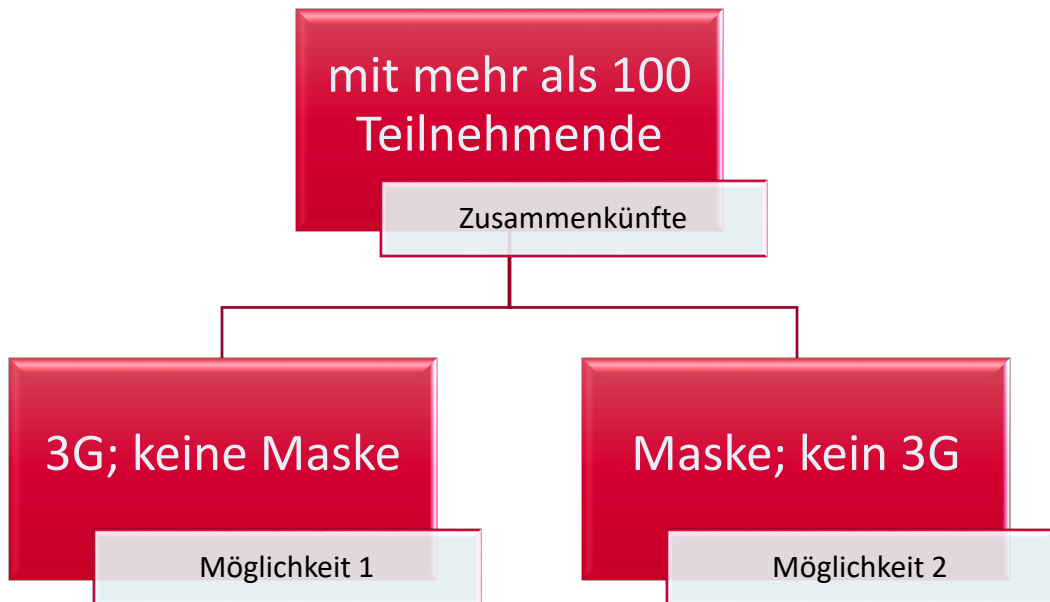 mit mehr als 100
Teilnehmende
Zusammenkünfte
3G; keine Maske
Möglichkeit 1
Maske; kein 3G
Möglichkeit 2